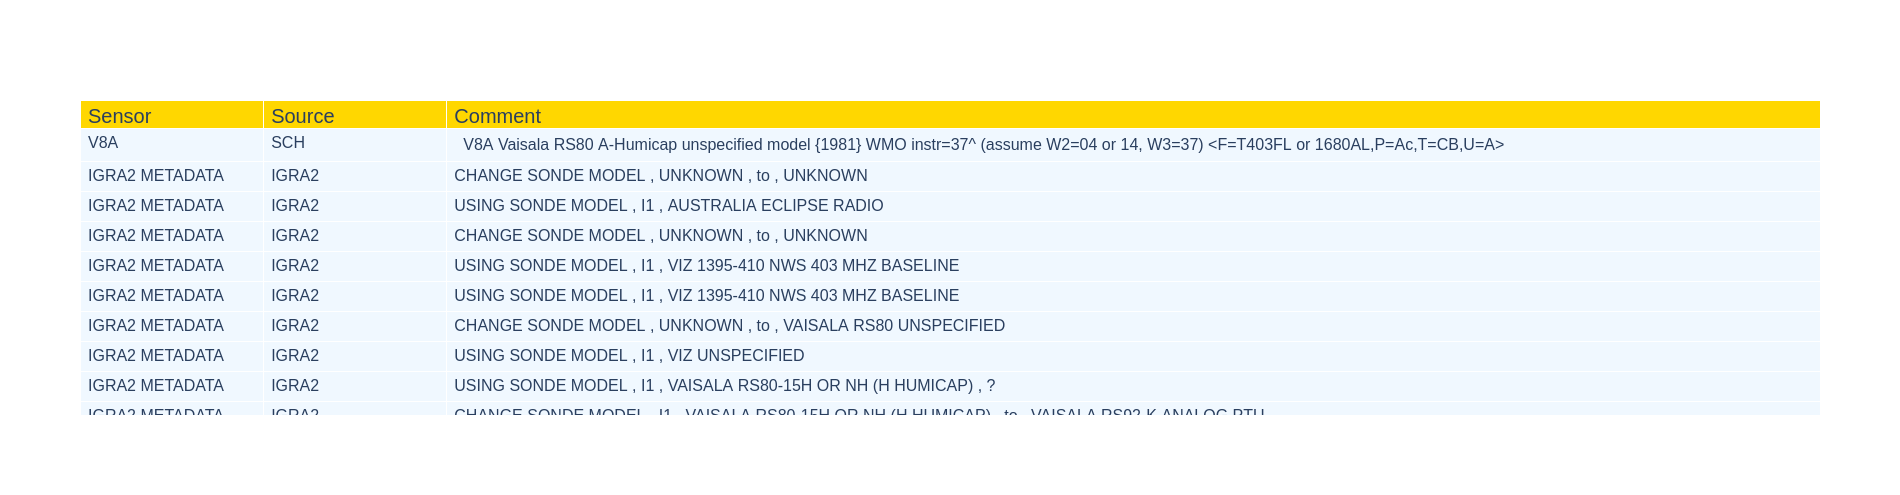 Sensor Source Comment
V8A SCH V8A Vaisala RS80 A-Humicap unspecified model {1981} WMO instr=37^ (assume W2=04 or 14, W3=37) <F=T403FL or 1680AL,P=Ac,T=CB,U=A>
IGRA2 METADATA IGRA2 CHANGE SONDE MODEL , UNKNOWN , to , UNKNOWN
IGRA2 METADATA IGRA2 USING SONDE MODEL , I1 , AUSTRALIA ECLIPSE RADIO
IGRA2 METADATA IGRA2 CHANGE SONDE MODEL , UNKNOWN , to , UNKNOWN
IGRA2 METADATA IGRA2 USING SONDE MODEL , I1 , VIZ 1395-410 NWS 403 MHZ BASELINE
IGRA2 METADATA IGRA2 USING SONDE MODEL , I1 , VIZ 1395-410 NWS 403 MHZ BASELINE
IGRA2 METADATA IGRA2 CHANGE SONDE MODEL , UNKNOWN , to , VAISALA RS80 UNSPECIFIED
IGRA2 METADATA IGRA2 USING SONDE MODEL , I1 , VIZ UNSPECIFIED
IGRA2 METADATA IGRA2 USING SONDE MODEL , I1 , VAISALA RS80-15H OR NH (H HUMICAP) , ?
IGRA2 METADATA IGRA2 CHANGE SONDE MODEL , I1 , VAISALA RS80-15H OR NH (H HUMICAP) , to , VAISALA RS92-K ANALOG PTU